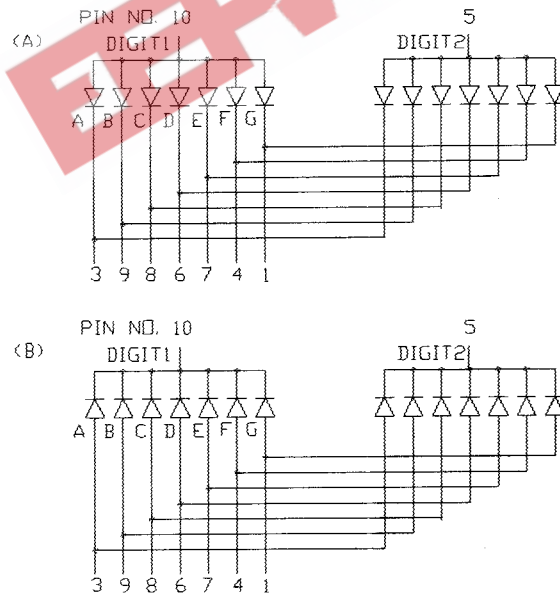 PIN NO. 10 5
(A)
DIGIT1 DIGIT2
A B C D E F G
3 9 8 6 7 4 1
PIN NO. 10 5
(B)
DIGIT1 DIGIT2
A B C D E F G
3 9 8 6 7 4 1